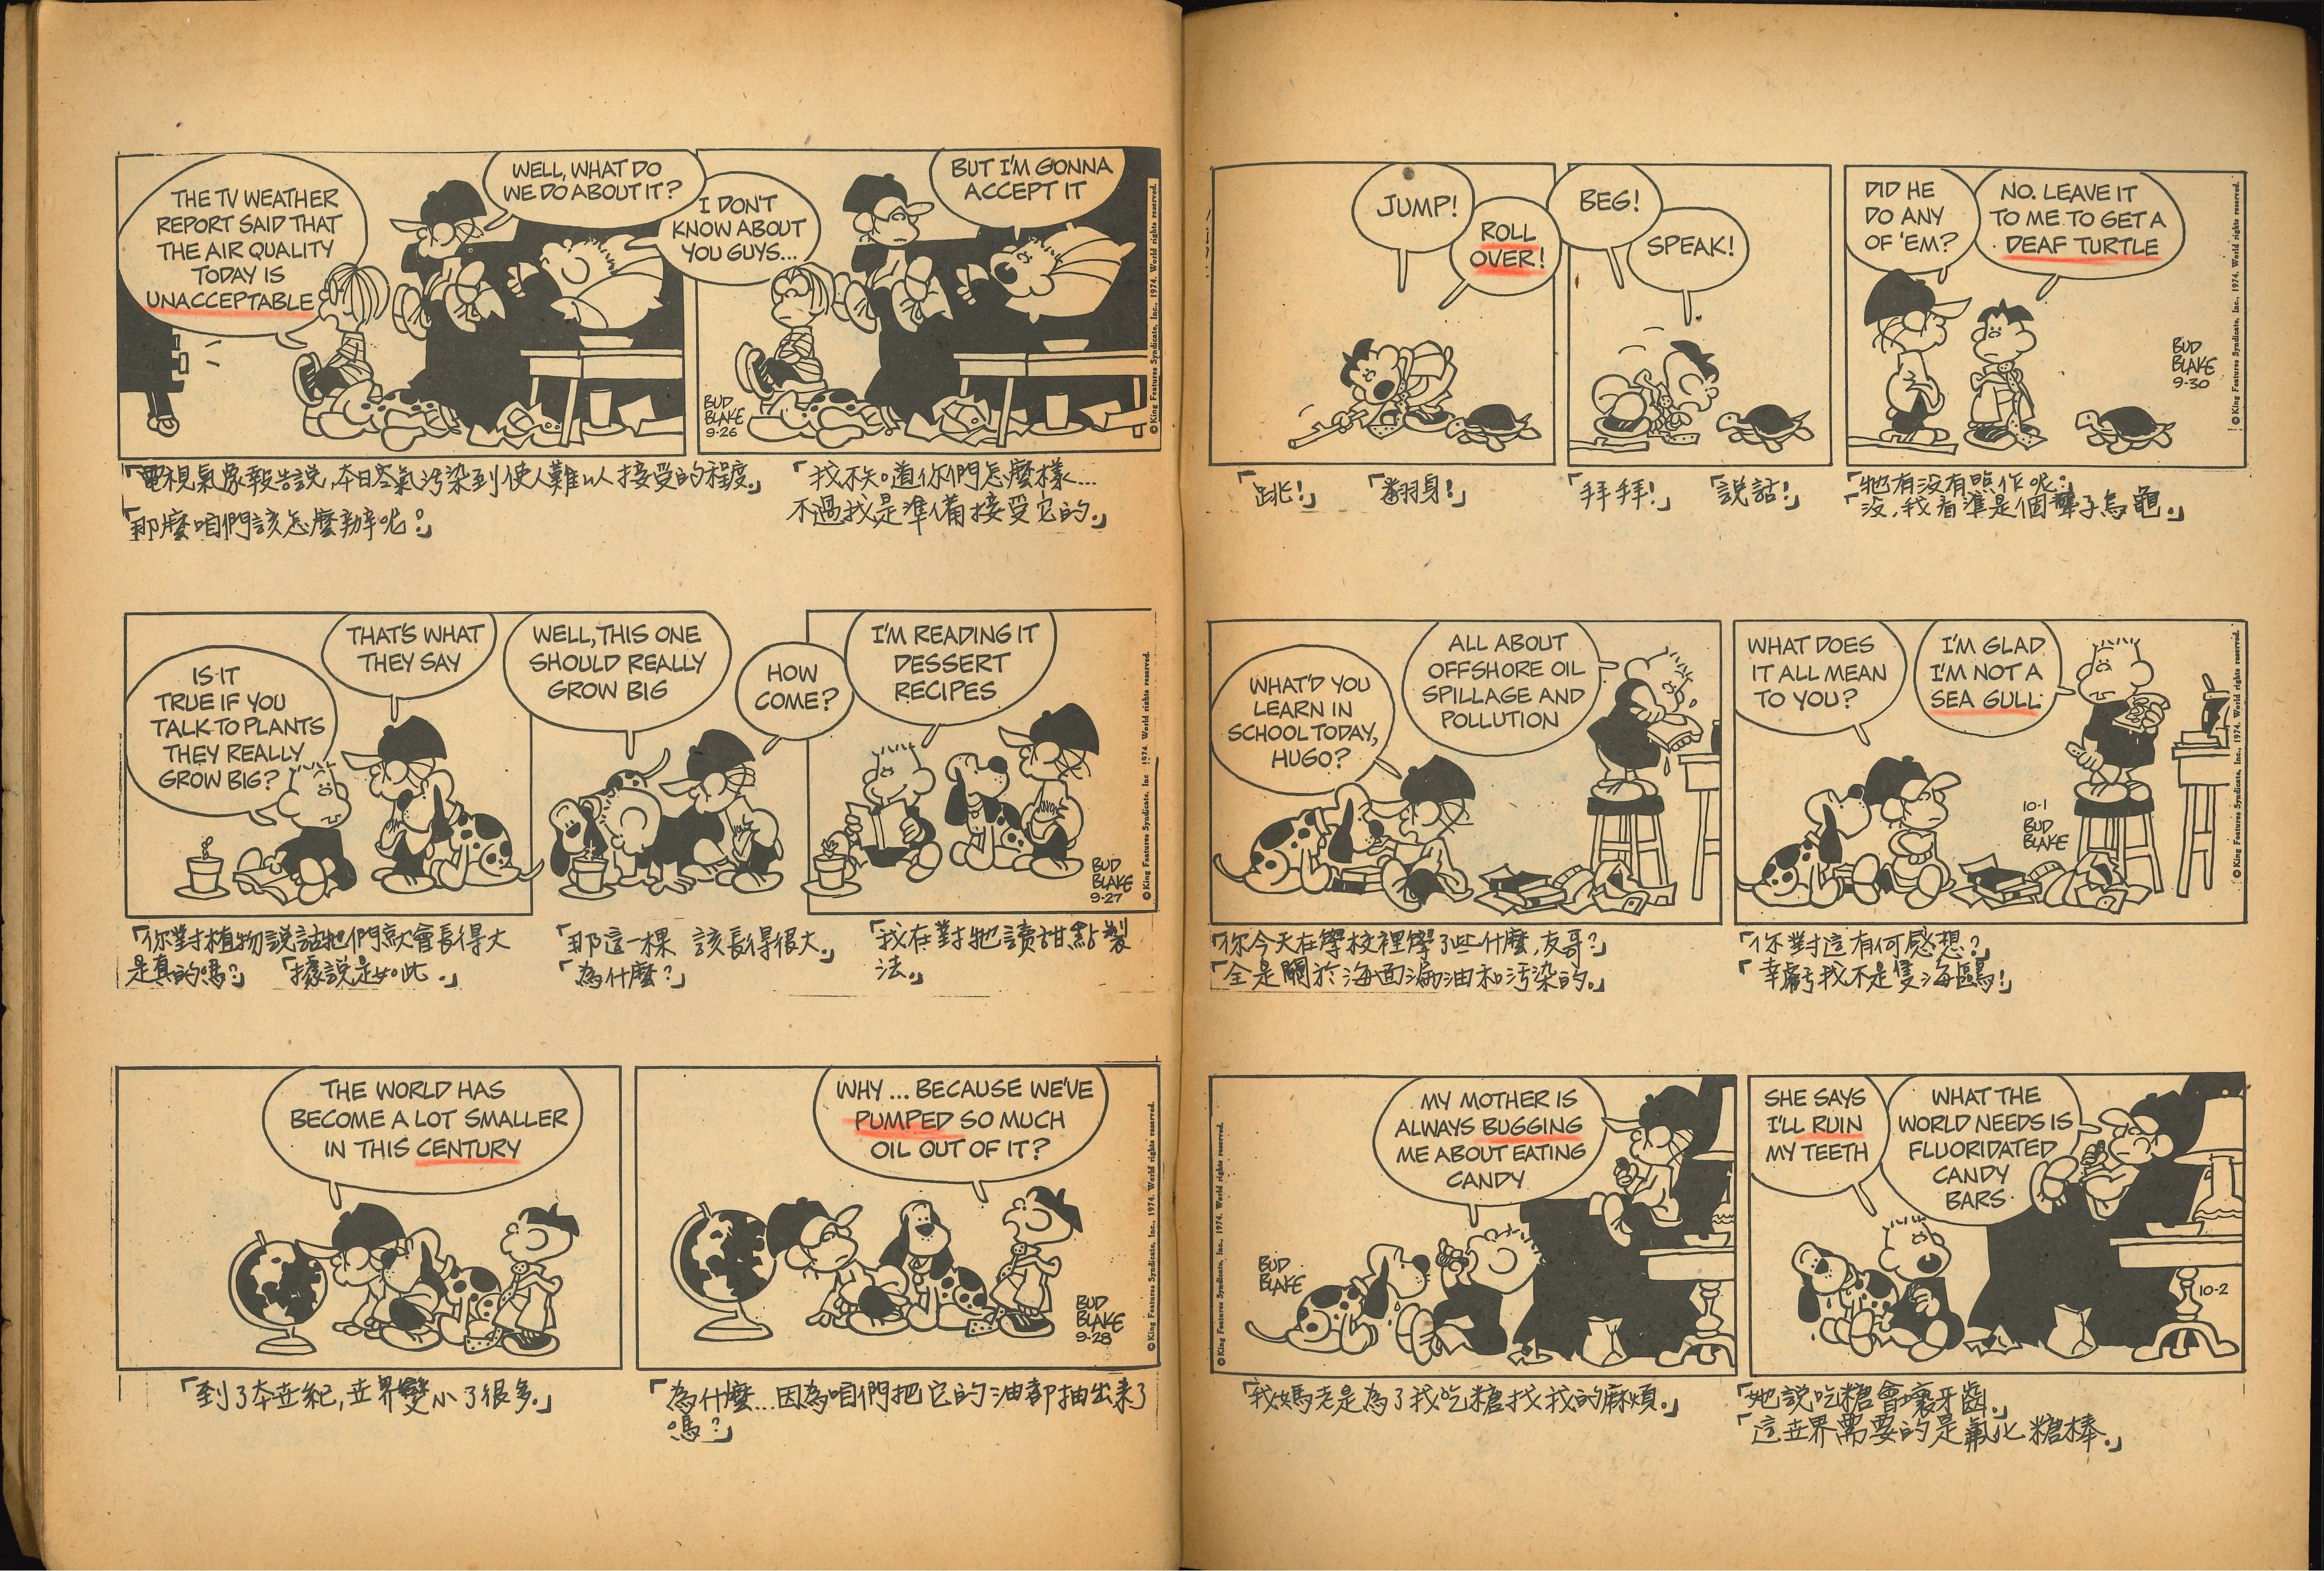 THE TV WEATHER
REPORT SAID THAT
THE AIR QUALITY
TODAY IS
UNACCEPTABLE
WELL, WHAT DO
WE DO ABOUT IT?
I DON'T
KNOW ABOUT
YOU GUYS...
BUT I'M GONNA
ACCEPT IT
BUD
BLAKE
9-26
© King Features Syndicate, Inc., 1974. World rights reserved.
「電視氣象報告說,本日空氣污染到使人難以接受的程度。」
「那麼咱們該怎麼辦呢?」
「我不知道你們怎麼樣...
不過我是準備接受它的。」
IS IT
TRUE IF YOU
TALK TO PLANTS
THEY REALLY
GROW BIG?
THAT'S WHAT
THEY SAY
WELL, THIS ONE
SHOULD REALLY
GROW BIG
HOW
COME?
I'M READING IT
DESSERT
RECIPES
BUD
BLAKE
9-27
© King Features Syndicate, Inc 1974. World rights reserved.
「你對植物說話牠們就會長得大
是真的嗎?」 「據說是如此。」
「那這一棵 該長得很大。」
「為什麼?」
「我在對牠讀甜點製
法。」
THE WORLD HAS
BECOME A LOT SMALLER
IN THIS CENTURY
WHY ... BECAUSE WE'VE
PUMPED SO MUCH
OIL OUT OF IT?
BUD
BLAKE
9-28
© King Features Syndicate, Inc., 1974. World rights reserved.
「到了本世紀,世界變小了很多。」
「為什麼...因為咱們把它的油都抽出來了
嗎?」
JUMP!
ROLL
OVER!
BEG!
SPEAK!
DID HE
DO ANY
OF 'EM?
NO. LEAVE IT
TO ME TO GET A
DEAF TURTLE
BUD
BLAKE
9-30
© King Features Syndicate, Inc., 1974. World rights reserved.
「跳!」 「翻身!」
「拜拜!」 「說話!」
「牠有沒有照作呢?」
「沒,我看準是個聾子烏龜。」
WHAT'D YOU
LEARN IN
SCHOOL TODAY,
HUGO?
ALL ABOUT
OFFSHORE OIL
SPILLAGE AND
POLLUTION
WHAT DOES
IT ALL MEAN
TO YOU?
I'M GLAD
I'M NOT A
SEA GULL
10-1
BUD
BLAKE
© King Features Syndicate, Inc., 1974. World rights reserved.
「你今天在學校裡學了些什麼,友哥?」
「全是關於海面漏油和污染的。」
「你對這有何感想?」
「幸虧我不是隻海鷗!」
MY MOTHER IS
ALWAYS BUGGING
ME ABOUT EATING
CANDY
SHE SAYS
I'LL RUIN
MY TEETH
WHAT THE
WORLD NEEDS IS
FLUORIDATED
CANDY
BARS
BUD
BLAKE
10-2
© King Features Syndicate, Inc., 1974. World rights reserved.
「我媽老是為了我吃糖找我的麻煩。」
「她說吃糖會壞牙齒。」
「這世界需要的是氟化糖棒。」